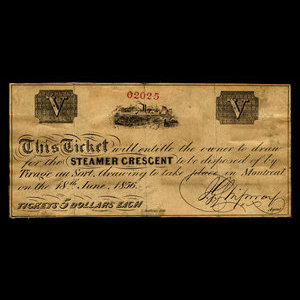 02025
V V
This Ticket will entitle the owner to draw
for the STEAMER CRESCENT to be disposed of by
Tirage au Sort, drawing to take place in Montreal
on the 18th June, 1856.
TICKETS 5 DOLLARS EACH